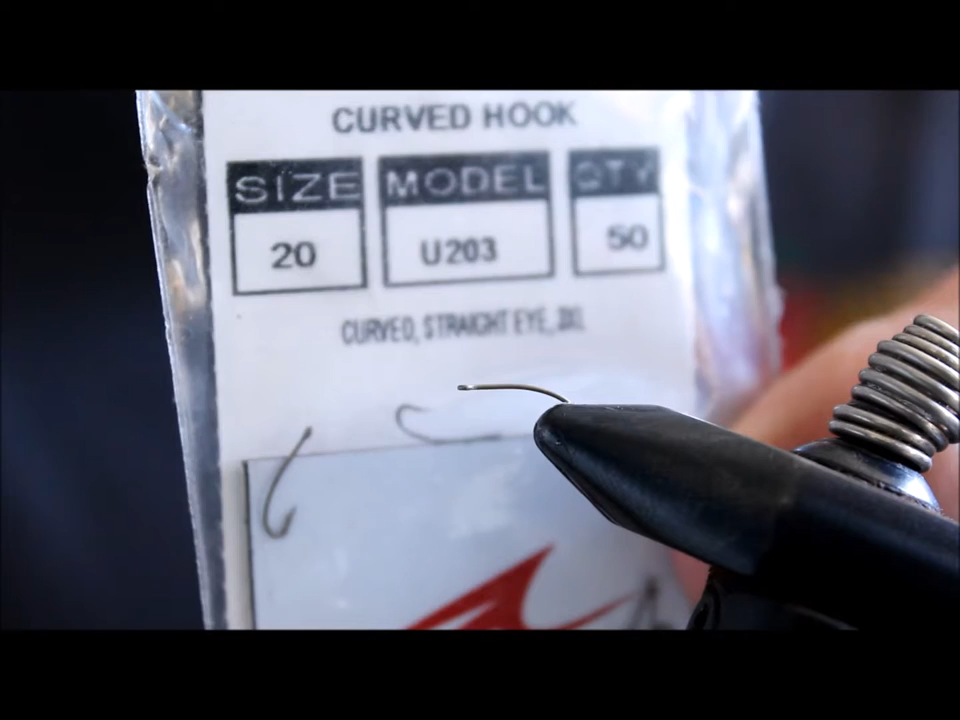 CURVED HOOK
SIZE MODEL QTY
20 U203 50
CURVED, STRAIGHT EYE, 3XL